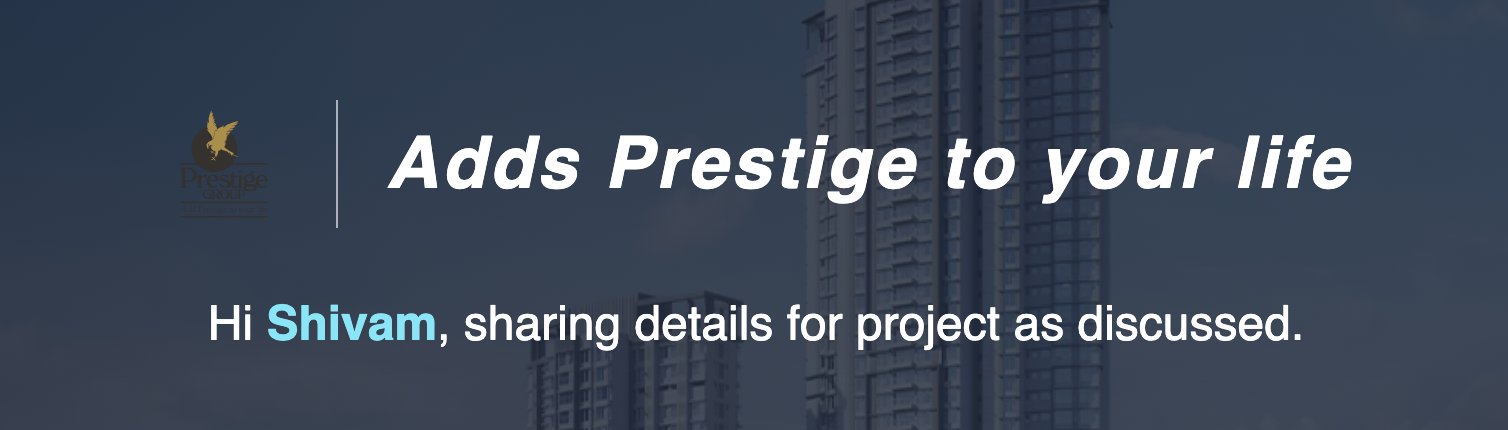 Prestige
GROUP
Adds Prestige to your life
Hi Shivam, sharing details for project as discussed.